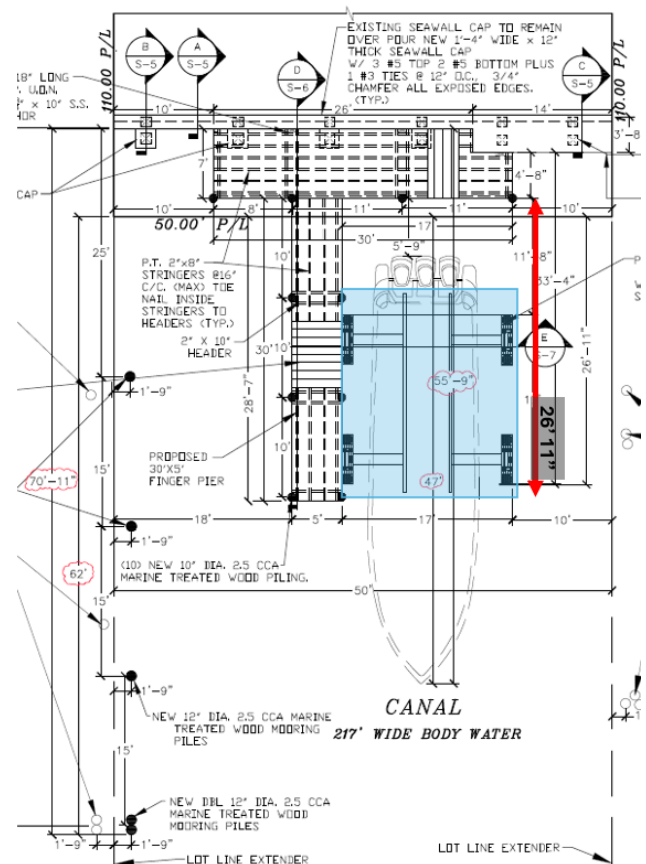 110.00 P/L
B
S-5
A
S-5
D
S-6
EXISTING SEAWALL CAP TO REMAIN
OVER POUR NEW 1'-4" WIDE x 12"
THICK SEAWALL CAP
W/ 3 #5 TOP 2 #5 BOTTOM PLUS
1 #3 TIES @ 12" O.C., 3/4"
CHAMFER ALL EXPOSED EDGES.
(TYP.)
C
S-5
110.00 P/L
18" LONG
U.O.N.
" x 10" S.S.
HOR
10'
26'
14'
3'-8
7'
CAP
4'-8"
10'
8'
11'
11'
10'
50.00' P/L
17'
30'
25'
P.T. 2"x8"
STRINGERS @16"
C/C. (MAX) TOE
NAIL INSIDE
STRINGERS TO
HEADERS (TYP.)
2" X 10"
HEADER
10'
5'-9"
11'-8"
33'-4"
E
S-7
26'-11"
30'
10'
28'-7"
1'-9"
55'-9"
26' 11"
PROPOSED
30'X5'
FINGER PIER
10'
70'-11"
15'
47'
18'
5'
17'
10'
1'-9"
(10) NEW 10" DIA. 2.5 CCA
MARINE TREATED WOOD PILING.
62'
50"
15'
1'-9"
CANAL
217' WIDE BODY WATER
NEW 12" DIA. 2.5 CCA MARINE
TREATED WOOD MOORING
PILES
15'
NEW DBL 12" DIA. 2.5 CCA
MARINE TREATED WOOD
MOORING PILES
1'-9"
1'-9"
LOT LINE EXTENDER
LOT LINE EXTENDER